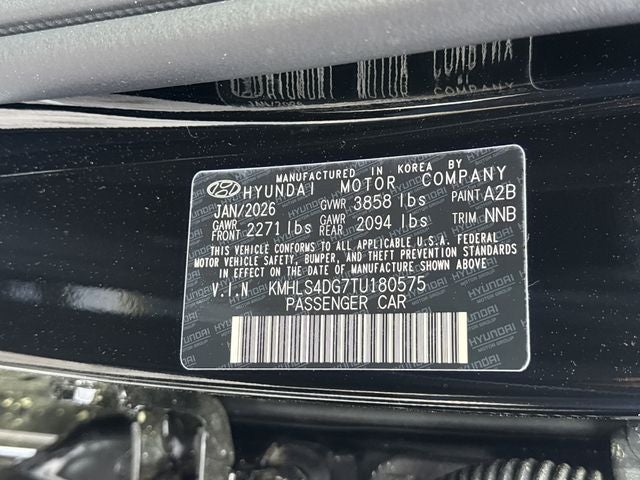 MANUFACTURED IN KOREA BY
HYUNDAI MOTOR COMPANY
JAN/2026 GVWR 3858 lbs PAINT A2B
GAWR FRONT 2271 lbs GAWR REAR 2094 lbs TRIM NNB
THIS VEHICLE CONFORMS TO ALL APPLICABLE U.S.A. FEDERAL
MOTOR VEHICLE SAFETY, BUMPER, AND THEFT PREVENTION STANDARDS
IN EFFECT ON THE DATE OF MANUFACTURE SHOWN ABOVE.
V.I.N KMHLS4DG7TU180575
PASSENGER CAR